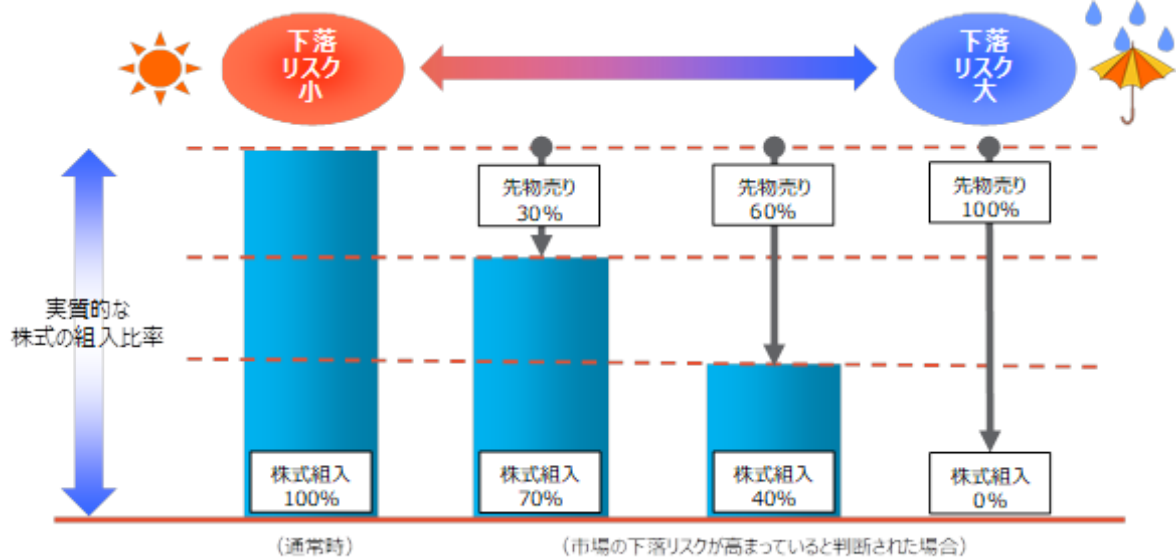 下落
リスク
小
下落
リスク
大
先物売り
30%
先物売り
60%
先物売り
100%
実質的な
株式の組入比率
株式組入
100%
株式組入
70%
株式組入
40%
株式組入
0%
(通常時)
(市場の下落リスクが高まっていると判断された場合)